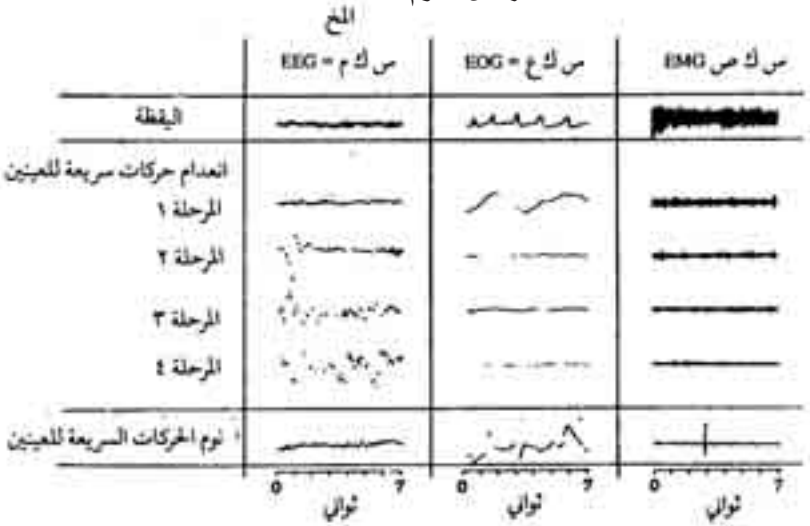 المخ
س ك م = EEG
س ك ع = EOG
س ك ص EMG
اليقظة
انعدام حركات سريعة للعينين
المرحلة ١
المرحلة ٢
المرحلة ٣
المرحلة ٤
نوم الحركات السريعة للعينين
0 7 0 7 0 7
ثواني ثواني ثواني